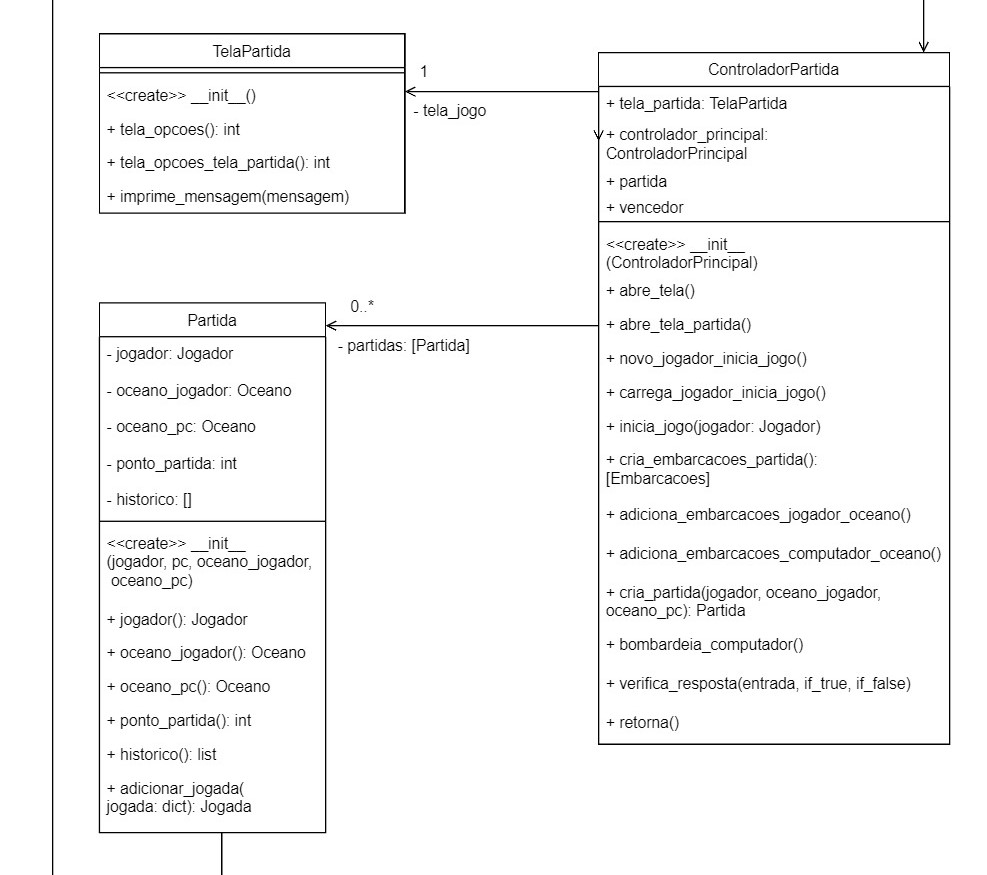 TelaPartida
<<create>> __init__()
+ tela_opcoes(): int
+ tela_opcoes_tela_partida(): int
+ imprime_mensagem(mensagem)
1
- tela_jogo
ControladorPartida
+ tela_partida: TelaPartida
+ controlador_principal:
ControladorPrincipal
+ partida
+ vencedor
<<create>> __init__
(ControladorPrincipal)
+ abre_tela()
+ abre_tela_partida()
+ novo_jogador_inicia_jogo()
+ carrega_jogador_inicia_jogo()
+ inicia_jogo(jogador: Jogador)
+ cria_embarcacoes_partida():
[Embarcacoes]
+ adiciona_embarcacoes_jogador_oceano()
+ adiciona_embarcacoes_computador_oceano()
+ cria_partida(jogador, oceano_jogador,
oceano_pc): Partida
+ bombardeia_computador()
+ verifica_resposta(entrada, if_true, if_false)
+ retorna()
0..*
- partidas: [Partida]
Partida
- jogador: Jogador
- oceano_jogador: Oceano
- oceano_pc: Oceano
- ponto_partida: int
- historico: []
<<create>> __init__
(jogador, pc, oceano_jogador,
oceano_pc)
+ jogador(): Jogador
+ oceano_jogador(): Oceano
+ oceano_pc(): Oceano
+ ponto_partida(): int
+ historico(): list
+ adicionar_jogada(
jogada: dict): Jogada